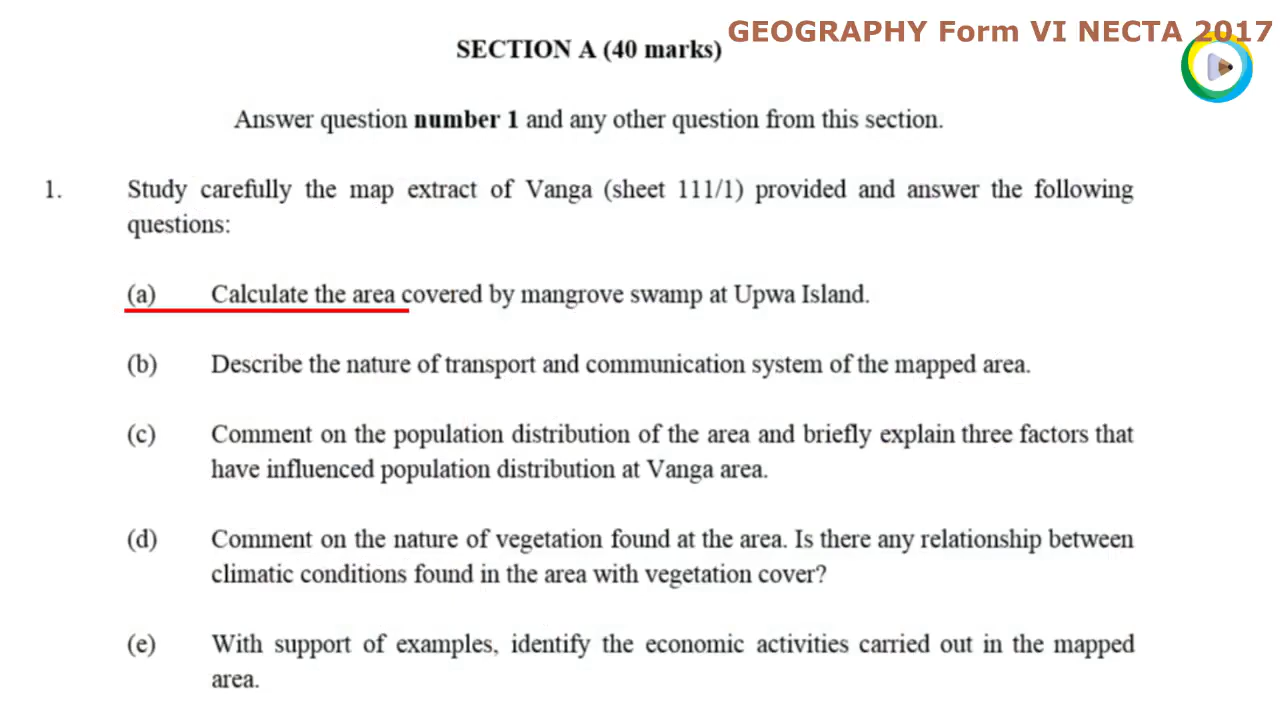 GEOGRAPHY Form VI NECTA 2017
SECTION A (40 marks)
Answer question number 1 and any other question from this section.
1. Study carefully the map extract of Vanga (sheet 111/1) provided and answer the following
questions:
(a) Calculate the area covered by mangrove swamp at Upwa Island.
(b) Describe the nature of transport and communication system of the mapped area.
(c) Comment on the population distribution of the area and briefly explain three factors that
have influenced population distribution at Vanga area.
(d) Comment on the nature of vegetation found at the area. Is there any relationship between
climatic conditions found in the area with vegetation cover?
(e) With support of examples, identify the economic activities carried out in the mapped
area.